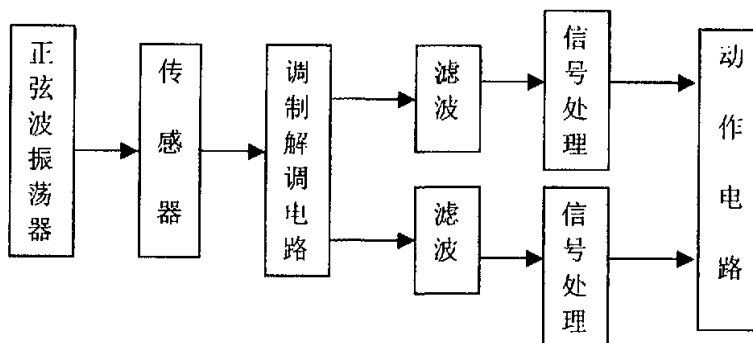 正弦波振荡器
传感器
调制解调电路
滤波
信号处理
滤波
信号处理
动作电路